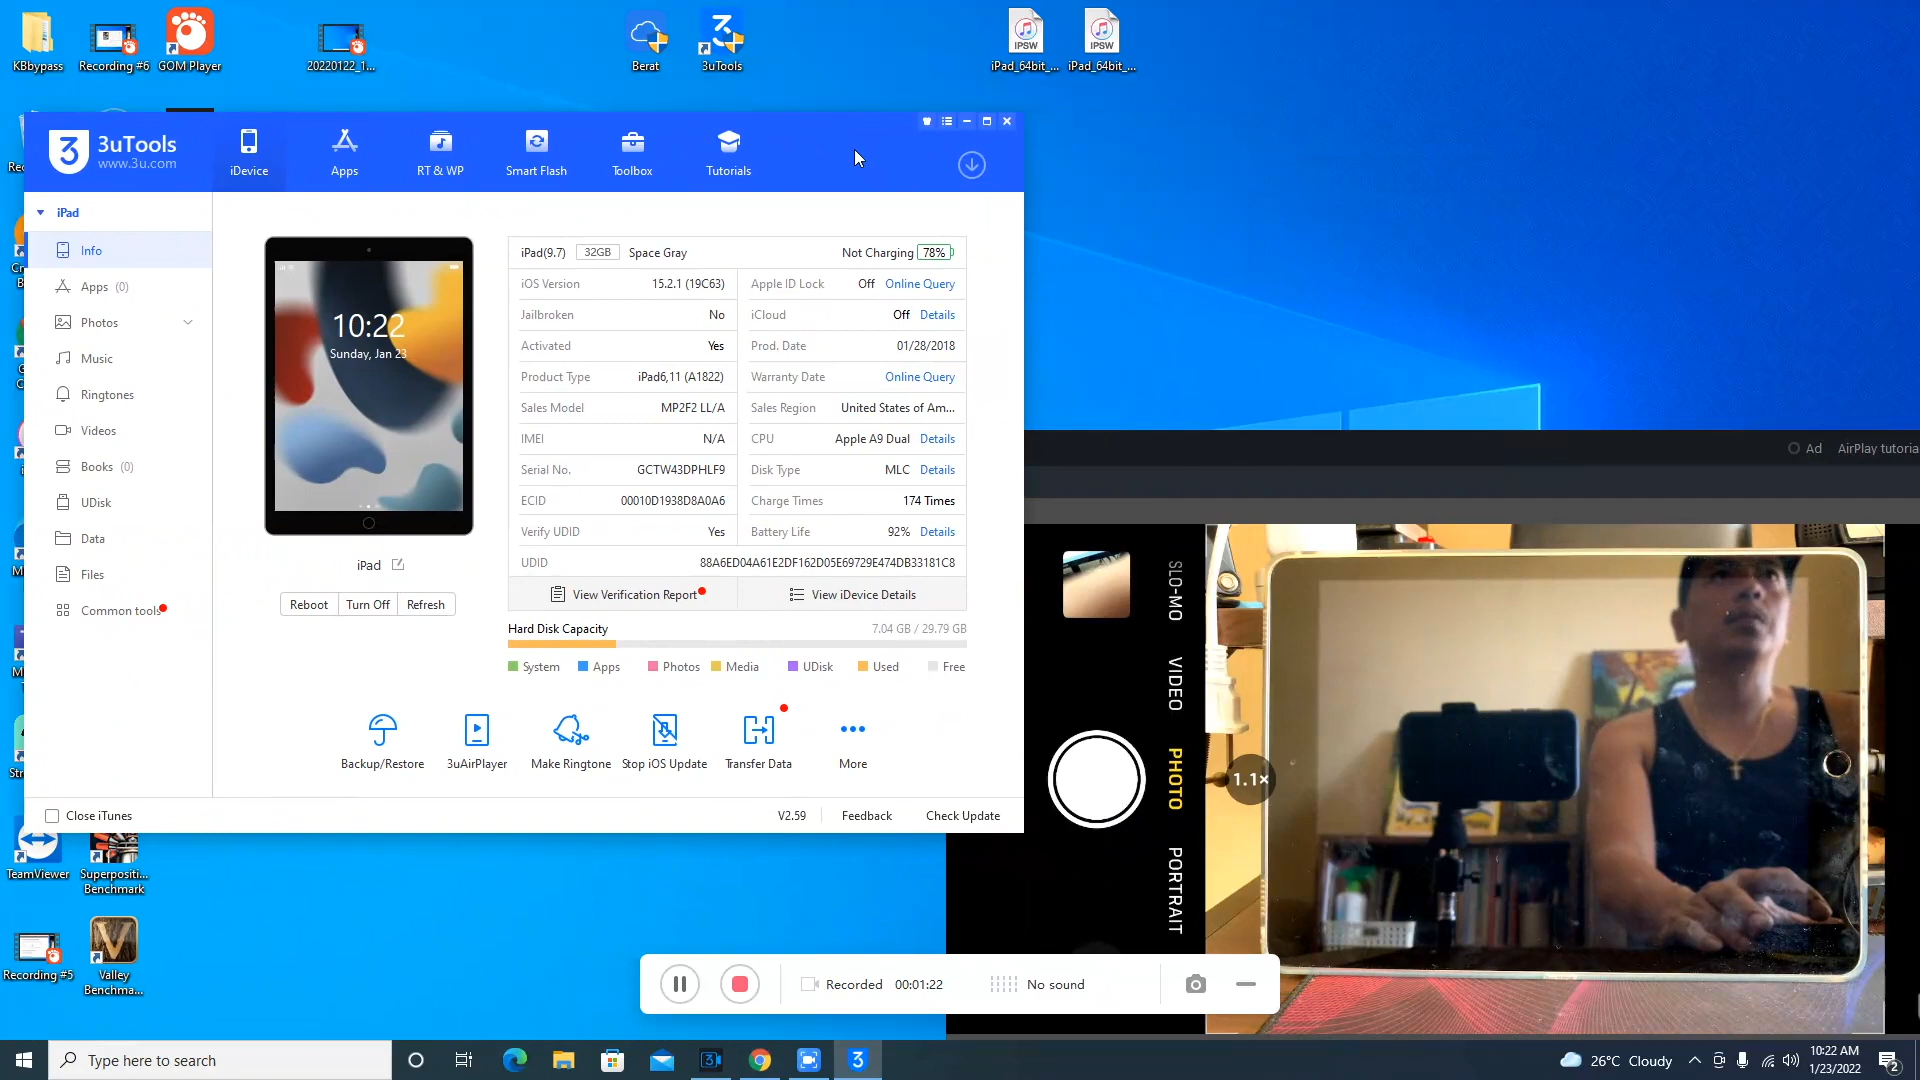 KBbypass
Recording #6
GOM Player
20220122_1...
Berat
3uTools
IPSW
iPad_64bit_...
IPSW
iPad_64bit_...
3
3uTools
www.3u.com
iDevice
Apps
RT & WP
Smart Flash
Toolbox
Tutorials
iPad
Info
Apps (0)
Photos
Music
Ringtones
Videos
Books (0)
UDisk
Data
Files
Common tools
10:22
Sunday, Jan 23
iPad
Reboot
Turn Off
Refresh
iPad(9.7) 32GB Space Gray Not Charging 78%
iOS Version 15.2.1 (19C63) Apple ID Lock Off Online Query
Jailbroken No iCloud Off Details
Activated Yes Prod. Date 01/28/2018
Product Type iPad6,11 (A1822) Warranty Date Online Query
Sales Model MP2F2 LL/A Sales Region United States of Am...
IMEI N/A CPU Apple A9 Dual Details
Serial No. GCTW43DPHLF9 Disk Type MLC Details
ECID 00010D1938D8A0A6 Charge Times 174 Times
Verify UDID Yes Battery Life 92% Details
UDID 88A6ED04A61E2DF162D05E69729E474DB33181C8
View Verification Report View iDevice Details
Hard Disk Capacity 7.04 GB / 29.79 GB
System Apps Photos Media UDisk Used Free
Backup/Restore
3uAirPlayer
Make Ringtone
Stop iOS Update
Transfer Data
More
Close iTunes
V2.59
Feedback
Check Update
Ad
AirPlay tutoria
SLO-MO
VIDEO
PHOTO
PORTRAIT
1.1×
TeamViewer
Superpositi...
Benchmark
Recording #5
Valley
Benchma...
Recorded 00:01:22
No sound
Type here to search
26°C Cloudy
10:22 AM
1/23/2022
2